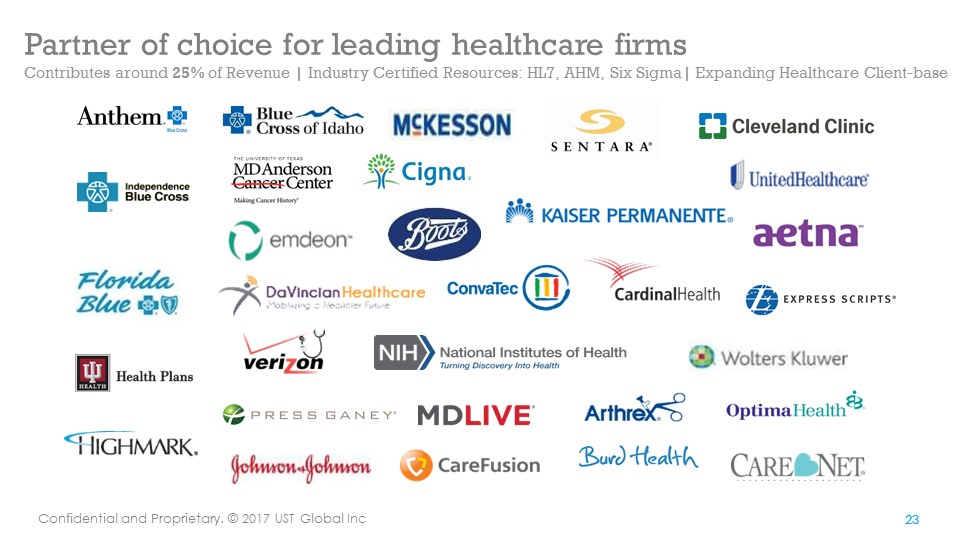 Partner of choice for leading healthcare firms
Contributes around 25% of Revenue | Industry Certified Resources: HL7, AHM, Six Sigma| Expanding Healthcare Client-base
Anthem®
Blue Cross
Blue
Cross of Idaho
MCKESSON
SENTARA®
Cleveland Clinic
Independence
Blue Cross
THE UNIVERSITY OF TEXAS
MD Anderson
Cancer Center
Making Cancer History®
Cigna®
UnitedHealthcare®
KAISER PERMANENTE®
emdeon™
Boots
aetna™
Florida
Blue
DaVincian Healthcare
Mobilizing a Healthier Future
ConvaTec
CardinalHealth
EXPRESS SCRIPTS®
HEALTH
Health Plans
verizon
NIH
National Institutes of Health
Turning Discovery Into Health
Wolters Kluwer
PRESS GANEY®
MDLIVE®
Arthrex®
OptimaHealth
HIGHMARK®
Johnson & Johnson
CareFusion
Burd Health
CARE NET®
Confidential and Proprietary. © 2017 UST Global Inc
23